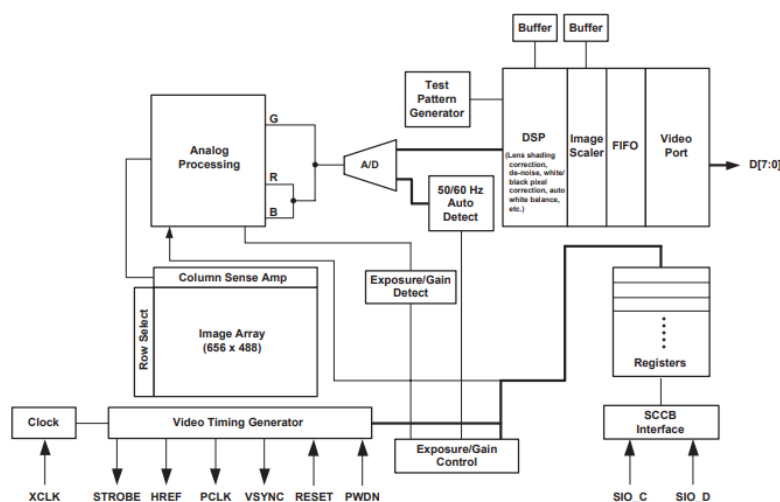 Buffer
Buffer
Test
Pattern
Generator
DSP
(Lens shading
correction,
de-noise, white/
black pixel
correction, auto
white balance,
etc.)
Image
Scaler
FIFO
Video
Port
D[7:0]
G
Analog
Processing
R
B
A/D
50/60 Hz
Auto
Detect
Column Sense Amp
Row Select
Image Array
(656 x 488)
Exposure/Gain
Detect
Registers
Clock
Video Timing Generator
Exposure/Gain
Control
SCCB
Interface
XCLK
STROBE
HREF
PCLK
VSYNC
RESET
PWDN
SIO_C
SIO_D